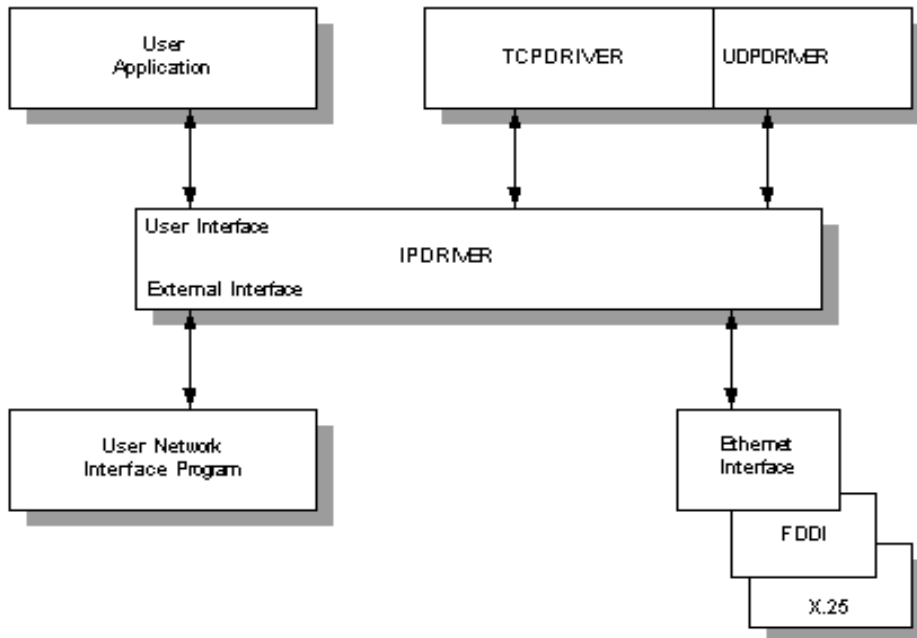 User
Application
TCPDRIVER
UDPDRIVER
User Interface
IPDRIVER
External Interface
User Network
Interface Program
Ethernet
Interface
FDDI
X.25